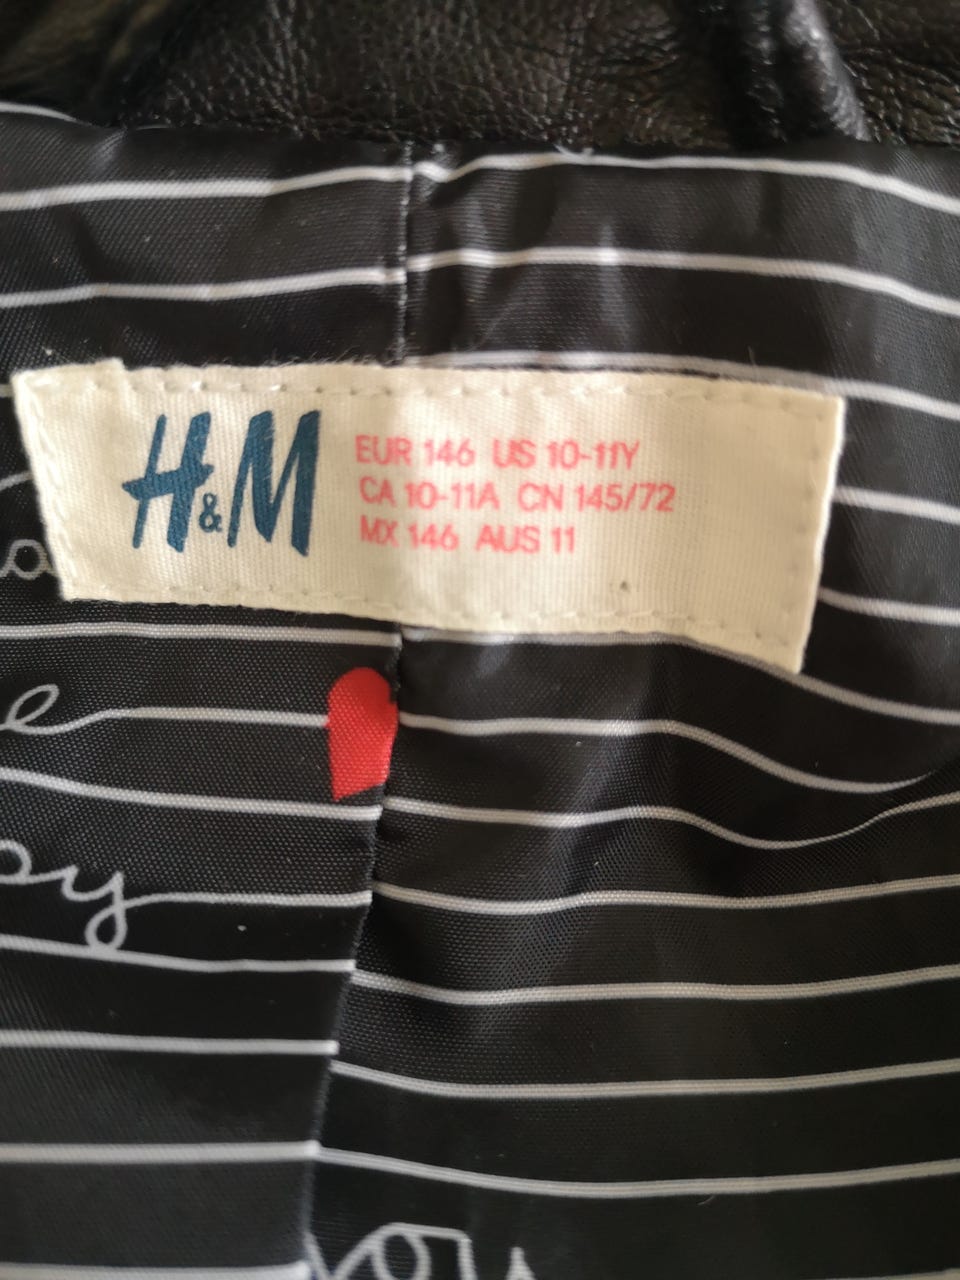 H&M
EUR 146 US 10-11Y
CA 10-11A CN 145/72
MX 146 AUS 11